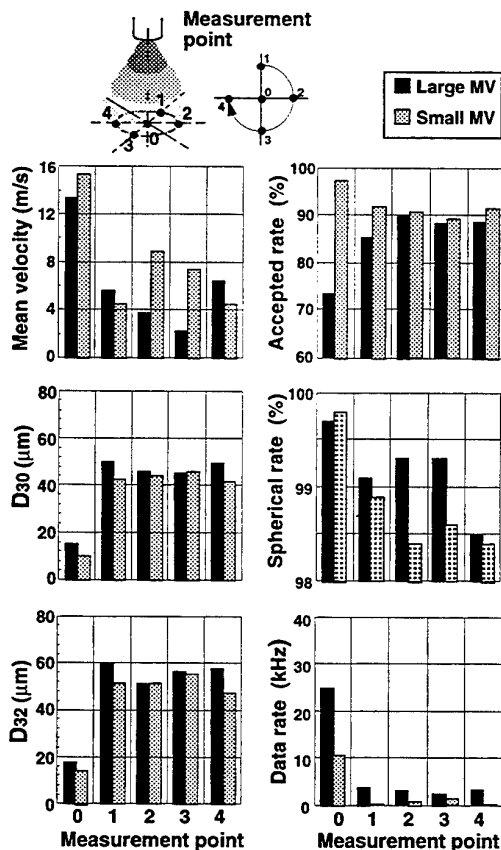 Measurement
point
1
4
2
3
0
1
0
2
4
3
Large MV
Small MV
Mean velocity (m/s)
16
12
8
4
0
Accepted rate (%)
100
90
80
70
60
D30 (μm)
80
60
40
20
0
Spherical rate (%)
100
99
98
D32 (μm)
80
60
40
20
0
0 1 2 3 4
Measurement point
Data rate (kHz)
40
30
20
10
0
0 1 2 3 4
Measurement point